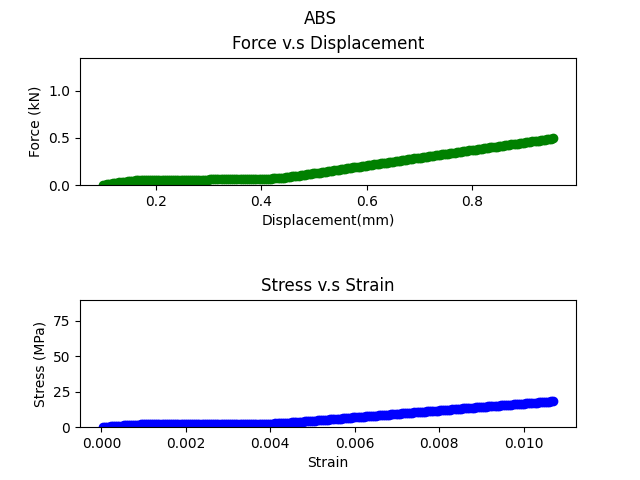 ABS
Force v.s Displacement
1.0
0.5
0.0
Force (kN)
0.2 0.4 0.6 0.8
Displacement(mm)
Stress v.s Strain
75
50
25
0
Stress (MPa)
0.000 0.002 0.004 0.006 0.008 0.010
Strain